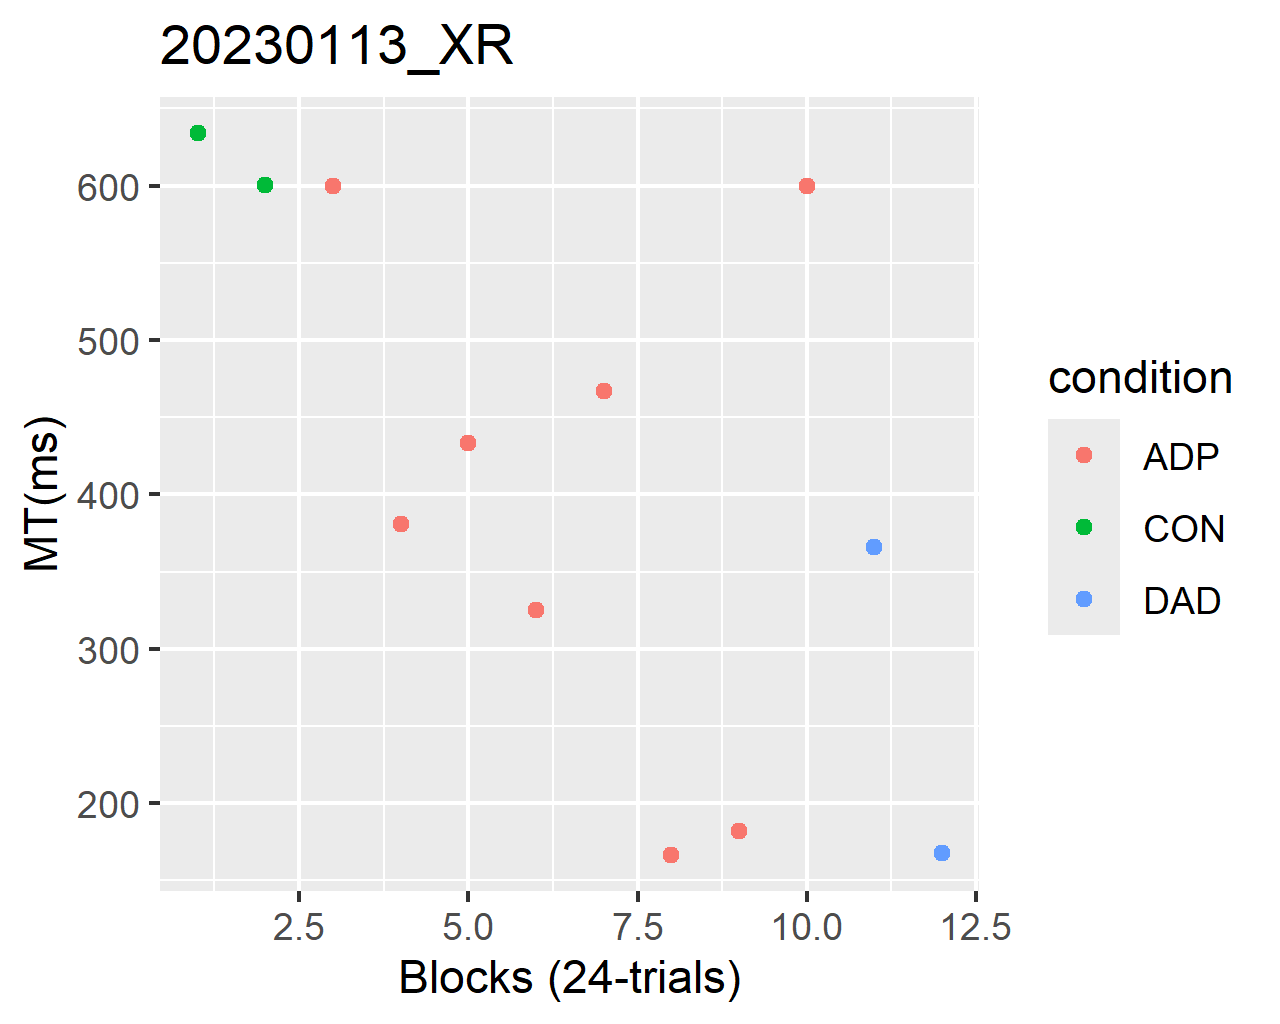 20230113_XR
600
500
400
300
200
MT(ms)
2.5 5.0 7.5 10.0 12.5
Blocks (24-trials)
condition
ADP
CON
DAD